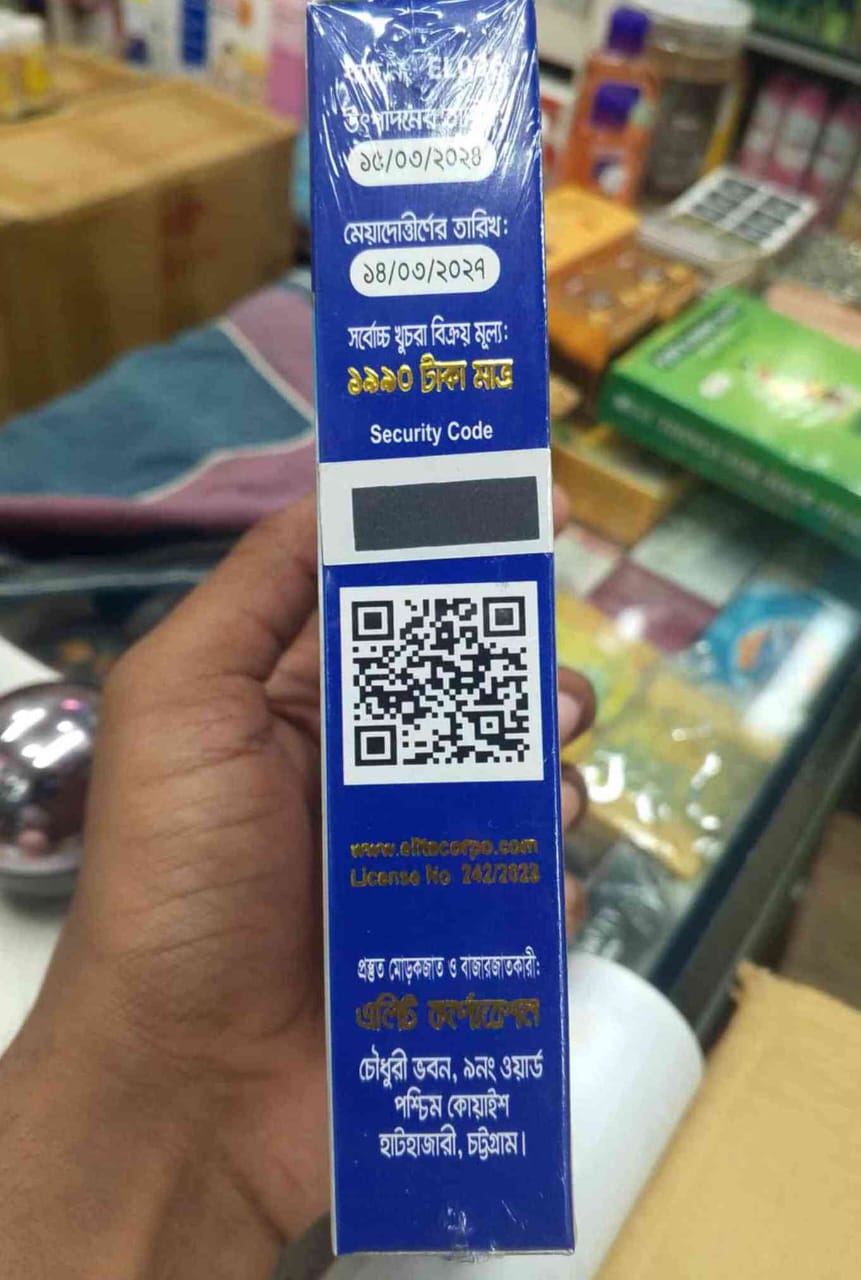 উৎপাদনের তারিখ:
১৫/০৩/২০২৪
মেয়াদোত্তীর্ণের তারিখ:
১৪/০৩/২০২৭
সর্বোচ্চ খুচরা বিক্রয় মূল্য:
১৯৯০ টাকা মাত্র
Security Code
www.elitecorpo.com
License No 242/2023
প্রস্তুত মোড়কজাত ও বাজারজাতকারী:
এলিট কর্পোরেশন
চৌধুরী ভবন, ৯নং ওয়ার্ড
পশ্চিম কোয়াইশ
হাটহাজারী, চট্টগ্রাম।